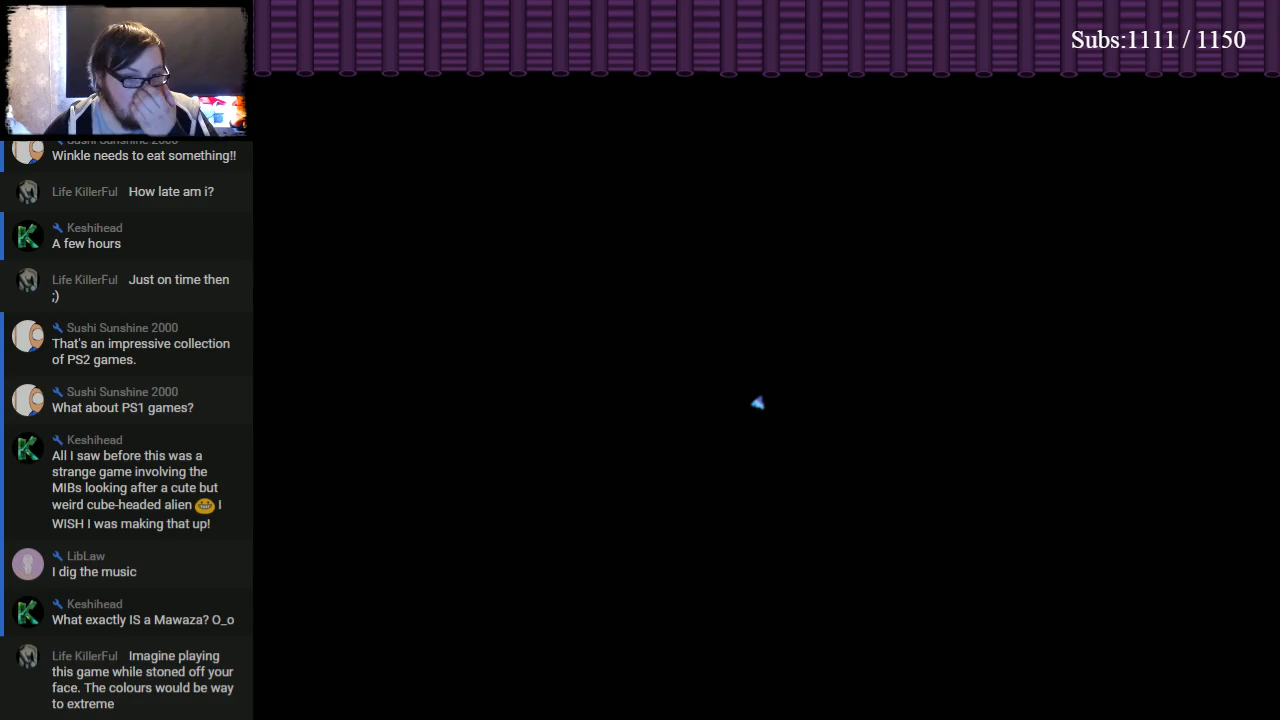 Subs:1111 / 1150
Sushi Sunshine 2000
Winkle needs to eat something!!
Life KillerFul How late am i?
Keshihead
A few hours
Life KillerFul Just on time then
;)
Sushi Sunshine 2000
That's an impressive collection
of PS2 games.
Sushi Sunshine 2000
What about PS1 games?
Keshihead
All I saw before this was a
strange game involving the
MIBs looking after a cute but
weird cube-headed alien I
WISH I was making that up!
LibLaw
I dig the music
Keshihead
What exactly IS a Mawaza? O_o
Life KillerFul Imagine playing
this game while stoned off your
face. The colours would be way
to extreme